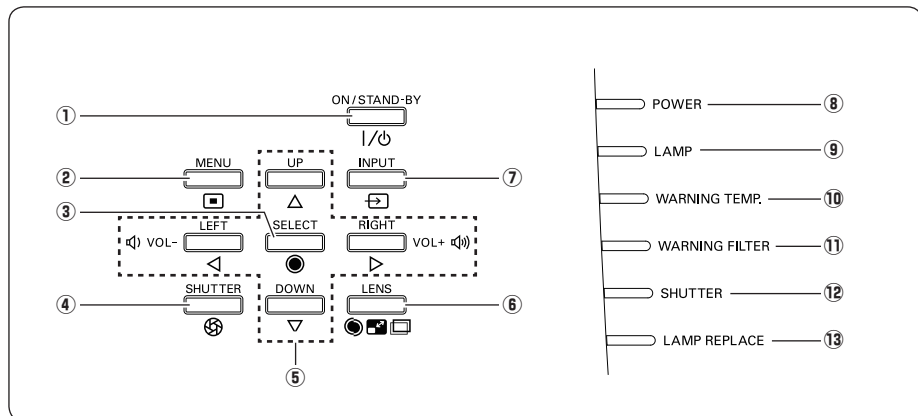 ON/STAND-BY
①
MENU
UP
INPUT
②
⑦
③
LEFT
SELECT
RIGHT
VOL-
VOL+
SHUTTER
DOWN
LENS
④
⑥
⑤
POWER ⑧
LAMP ⑨
WARNING TEMP. ⑩
WARNING FILTER ⑪
SHUTTER ⑫
LAMP REPLACE ⑬